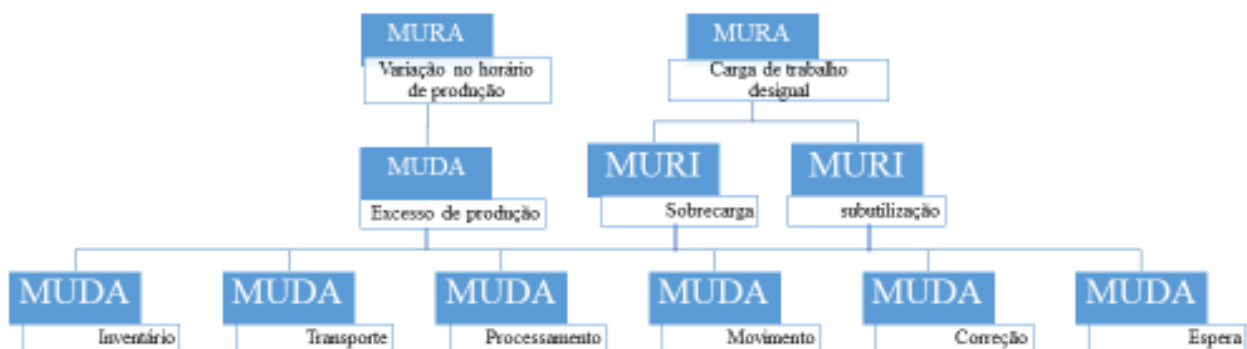 MURA
Variação no horário
de produção
MURA
Carga de trabalho
desigual
MUDA
Excesso de produção
MURI
Sobrecarga
MURI
subutilização
MUDA
Inventário
MUDA
Transporte
MUDA
Processamento
MUDA
Movimento
MUDA
Correção
MUDA
Espera